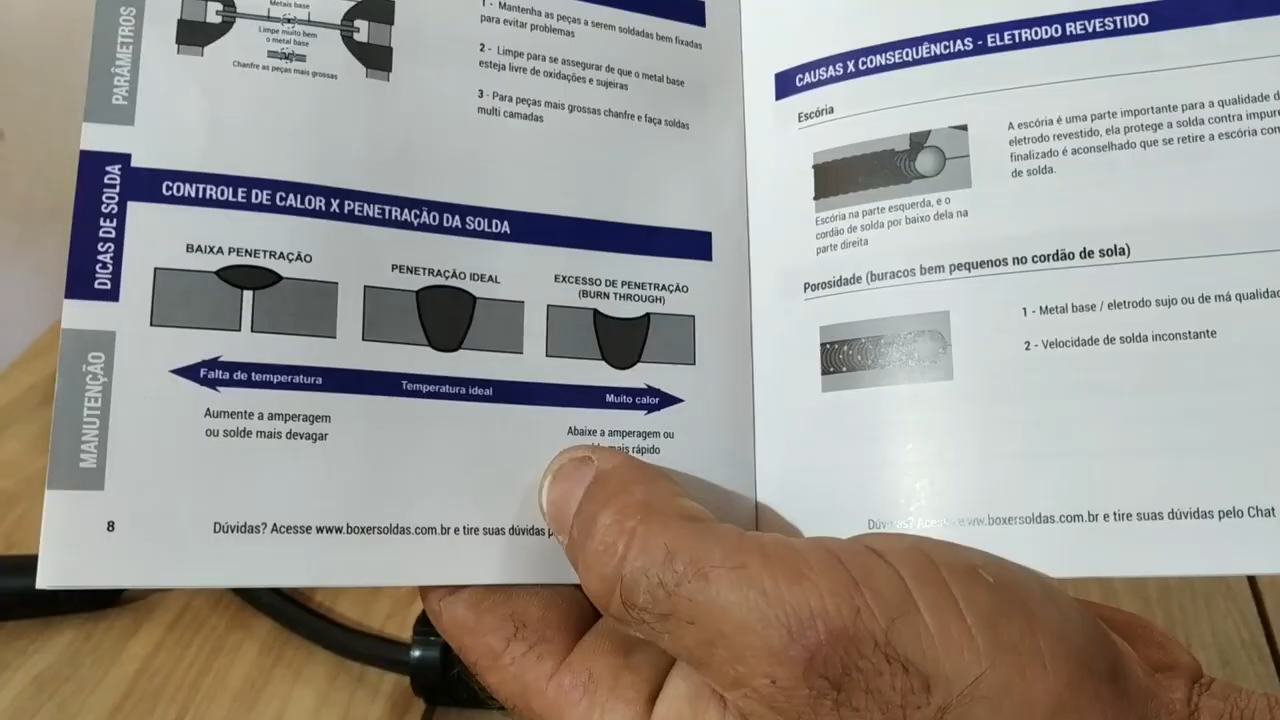 PARÂMETROS
Metais base
Limpe muito bem
o metal base
Chanfre as peças mais grossas
1 - Mantenha as peças a serem soldadas bem fixadas
para evitar problemas
2 - Limpe para se assegurar de que o metal base
esteja livre de oxidações e sujeiras
3 - Para peças mais grossas chanfre e faça soldas
multi camadas
DICAS DE SOLDA
CONTROLE DE CALOR X PENETRAÇÃO DA SOLDA
BAIXA PENETRAÇÃO
PENETRAÇÃO IDEAL
EXCESSO DE PENETRAÇÃO
(BURN THROUGH)
Falta de temperatura
Temperatura ideal
Muito calor
Aumente a amperagem
ou solde mais devagar
Abaixe a amperagem ou
mais rápido
MANUTENÇÃO
8
Dúvidas? Acesse www.boxersoldas.com.br e tire suas dúvidas
CAUSAS X CONSEQUÊNCIAS - ELETRODO REVESTIDO
Escória
A escória é uma parte importante para a qualidade
eletrodo revestido, ela protege a solda contra
finalizado é aconselhado que se retire a escória
de solda.
Escória na parte esquerda, e o
cordão de solda por baixo dela na
parte direita
Porosidade (buracos bem pequenos no cordão de sola)
1 - Metal base / eletrodo sujo ou de má
2 - Velocidade de solda inconstante
www.boxersoldas.com.br e tire suas dúvidas pelo Chat